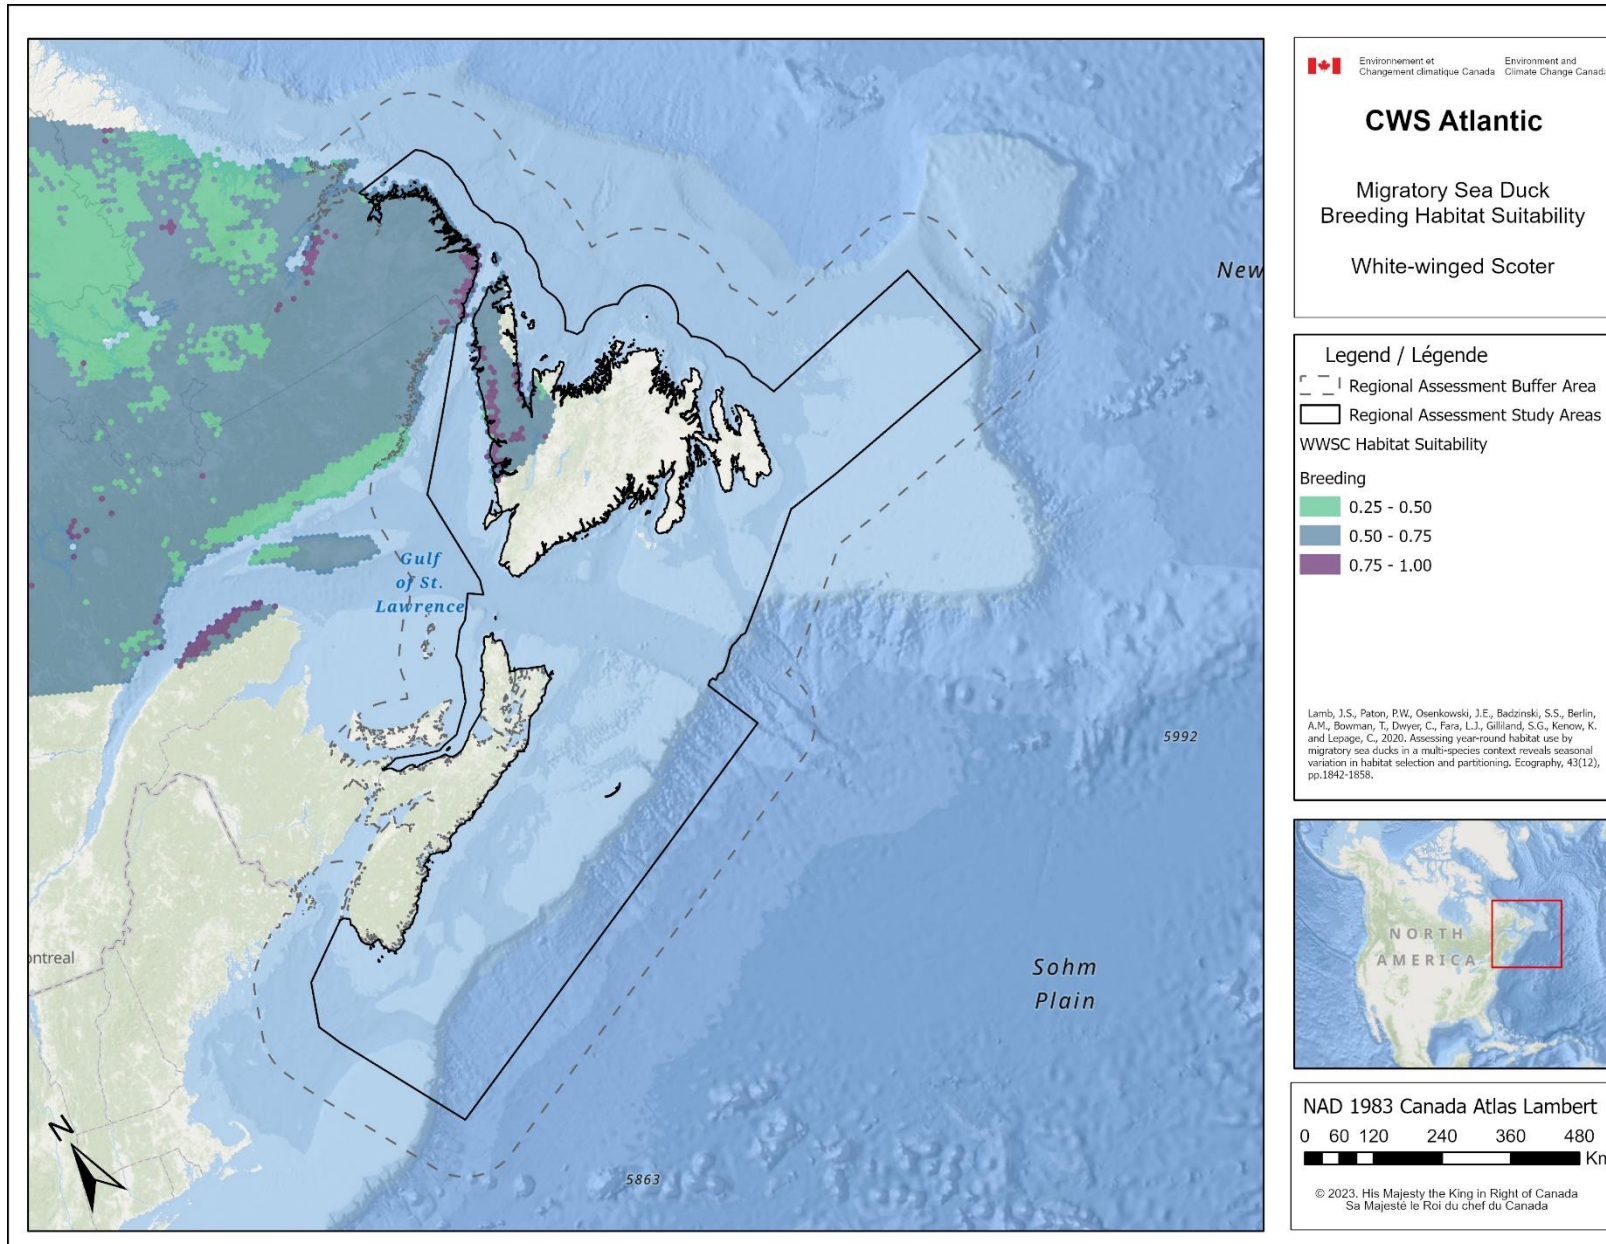 New
Gulf
of St.
Lawrence
5992
ontreal
Sohm
Plain
5863
N
Environnement et
Changement climatique Canada
Environment and
Climate Change Canada
CWS Atlantic
Migratory Sea Duck
Breeding Habitat Suitability
White-winged Scoter
Legend / Légende
Regional Assessment Buffer Area
Regional Assessment Study Areas
WWSC Habitat Suitability
Breeding
0.25 - 0.50
0.50 - 0.75
0.75 - 1.00
Lamb, J.S., Paton, P.W., Osenkowski, J.E., Badzinski, S.S., Berlin,
A.M., Bowman, T., Dwyer, C., Fara, L.J., Gilliland, S.G., Kenow, K.
and Lepage, C., 2020. Assessing year-round habitat use by
migratory sea ducks in a multi-species context reveals seasonal
variation in habitat selection and partitioning. Ecography, 43(12),
pp.1842-1858.
NORTH
AMERICA
NAD 1983 Canada Atlas Lambert
0 60 120 240 360 480
Km
© 2023. His Majesty the King in Right of Canada
Sa Majesté le Roi du chef du Canada